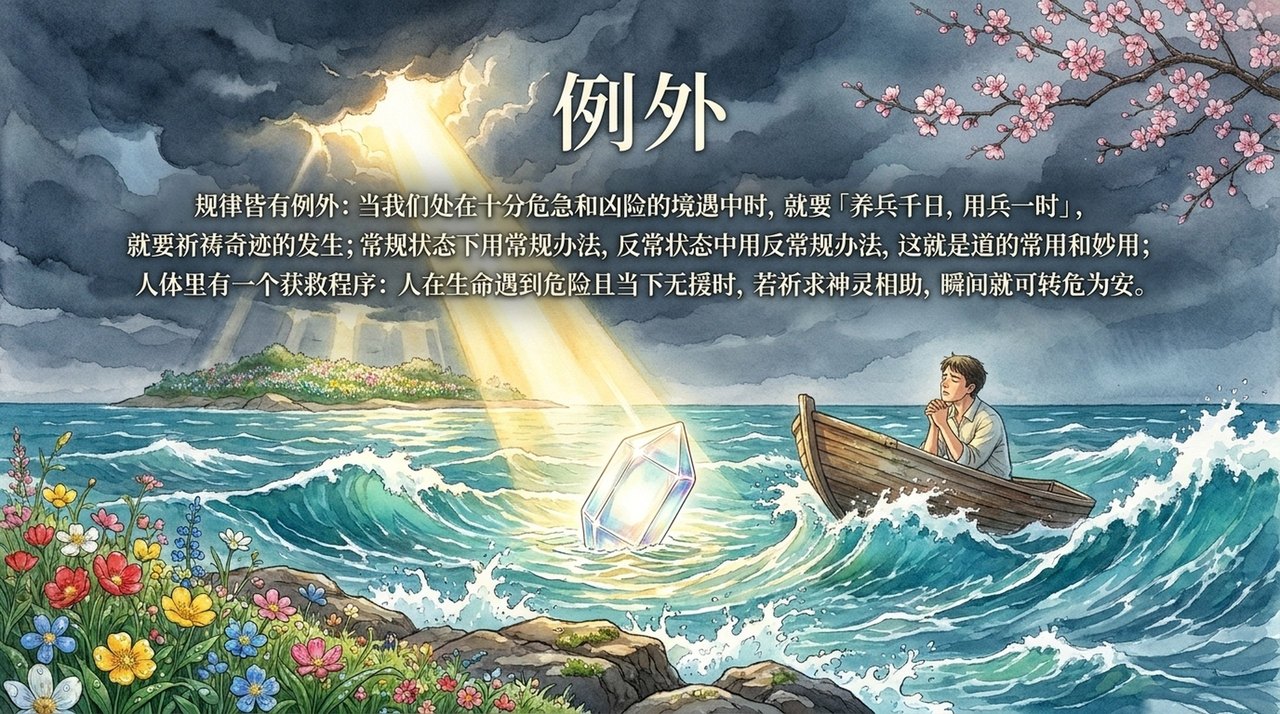 例外
规律皆有例外：当我们处在十分危急和凶险的境遇中时，就要「养兵千日，用兵一时」，
就要祈祷奇迹的发生；常规状态下用常规办法，反常状态中用反常规办法，这就是道的常用和妙用；
人体里有一个获救程序：人在生命遇到危险且当下无援时，若祈求神灵相助，瞬间就可转危为安。